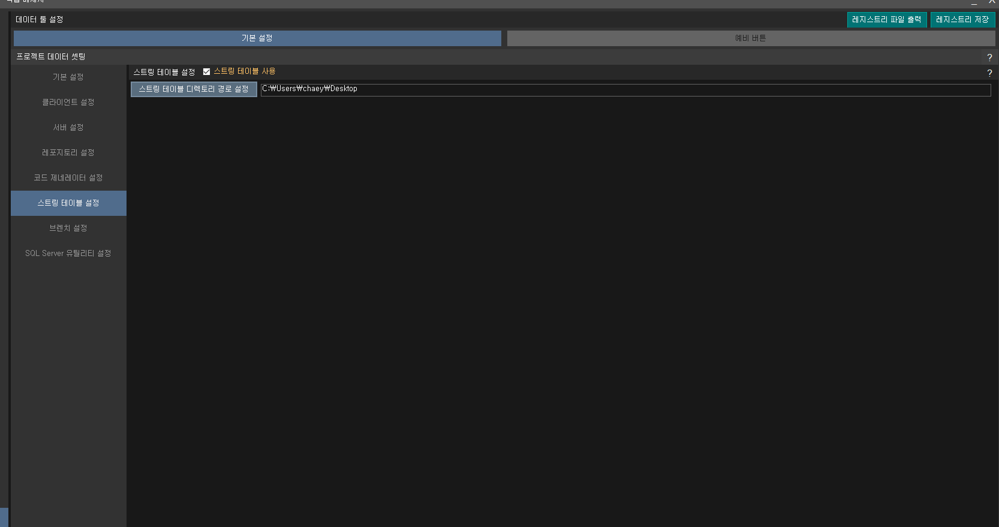 데이터 툴 설정
레지스트리 파일 출력
레지스트리 저장
기본 설정
예비 버튼
프로젝트 데이터 셋팅
?
기본 설정
클라이언트 설정
서버 설정
레포지토리 설정
코드 제네레이터 설정
스트링 테이블 설정
브렌치 설정
SQL Server 유틸리티 설정
스트링 테이블 설정
스트링 테이블 사용
?
스트링 테이블 디렉토리 경로 설정
C:₩Users₩chaey₩Desktop